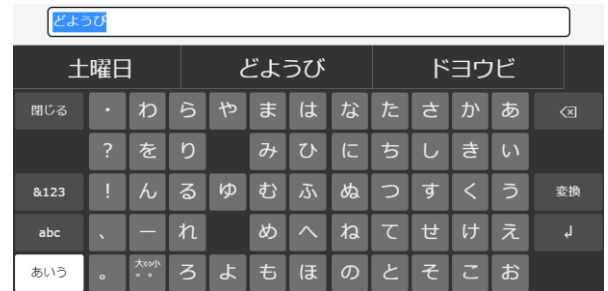 どようび
土曜日 どようび ドヨウビ
閉じる ・ わ ら や ま は な た さ か あ ⌫
? を り み ひ に ち し き い
&123 ! ん る ゆ む ふ ぬ つ す く う 変換
abc 、 ー れ め へ ね て せ け え ↲
あいう 。 大⇔小 ゛゜ ろ よ も ほ の と そ こ お